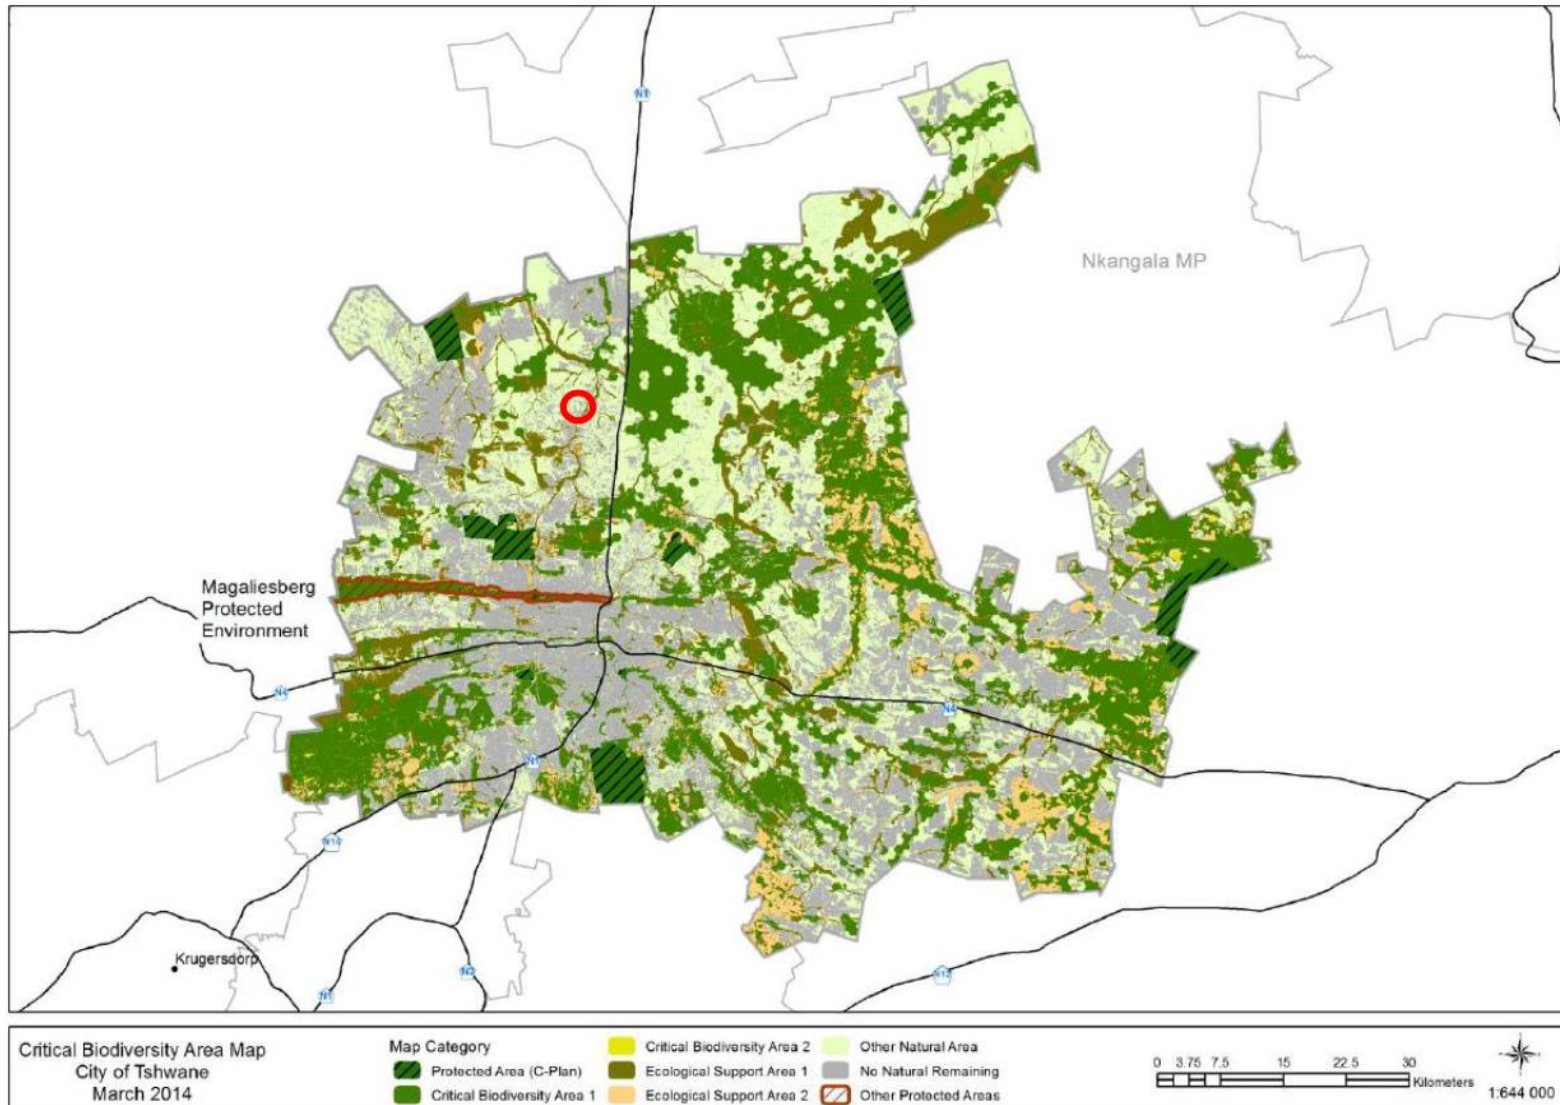 N1
Nkangala MP
Magaliesberg
Protected
Environment
N4
N4
N1
N14
Krugersdorp
N1
N12
Critical Biodiversity Area Map
City of Tshwane
March 2014
Map Category
Protected Area (C-Plan)
Critical Biodiversity Area 1
Critical Biodiversity Area 2
Ecological Support Area 1
Ecological Support Area 2
Other Natural Area
No Natural Remaining
Other Protected Areas
0 3.75 7.5 15 22.5 30
Kilometers
1:644 000